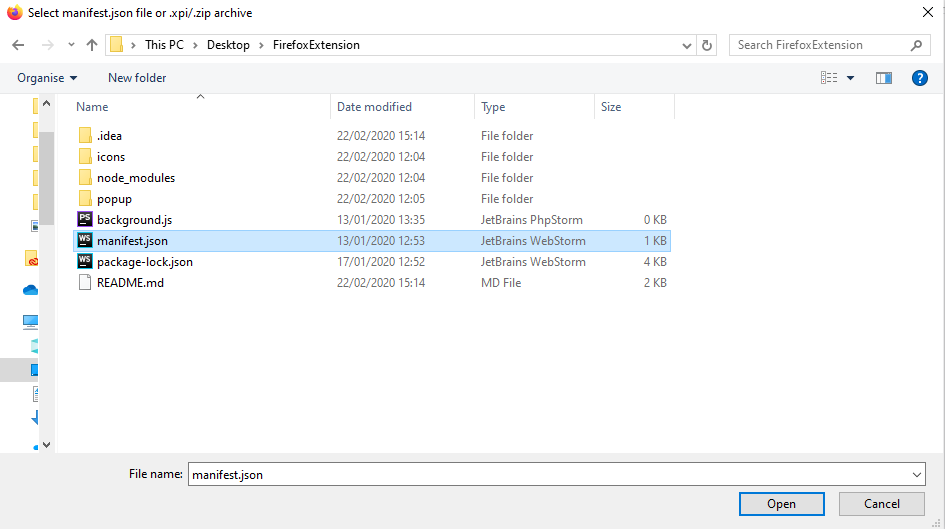 Select manifest.json file or .xpi/.zip archive
This PC > Desktop > FirefoxExtension
Search FirefoxExtension
Organise New folder
?
Name Date modified Type Size
.idea 22/02/2020 15:14 File folder
icons 22/02/2020 12:04 File folder
node_modules 22/02/2020 12:04 File folder
popup 22/02/2020 12:05 File folder
PS background.js 13/01/2020 13:35 JetBrains PhpStorm 0 KB
WS manifest.json 13/01/2020 12:53 JetBrains WebStorm 1 KB
WS package-lock.json 17/01/2020 12:52 JetBrains WebStorm 4 KB
README.md 22/02/2020 15:14 MD File 2 KB
File name: manifest.json
Open Cancel